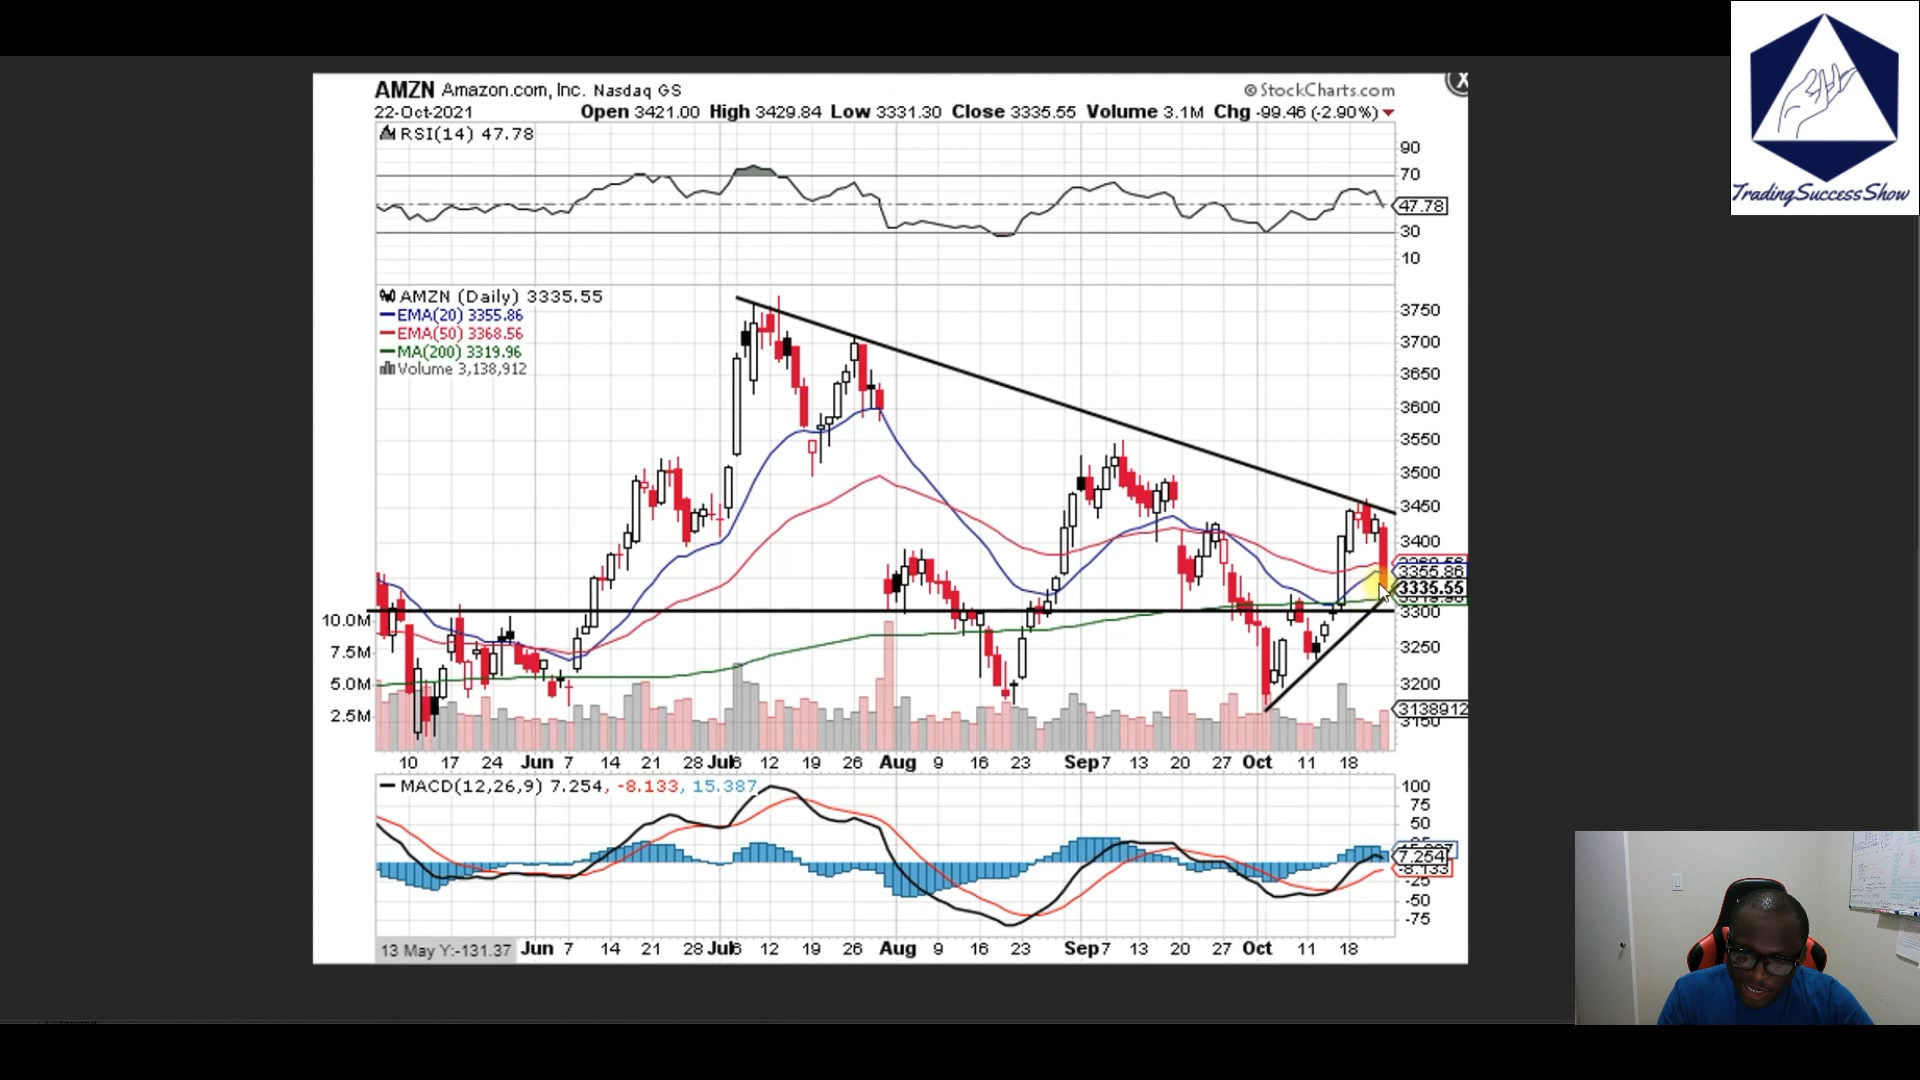 AMZN Amazon.com, Inc. Nasdaq GS
© StockCharts.com
22-Oct-2021
Open 3421.00 High 3429.84 Low 3331.30 Close 3335.55 Volume 3.1M Chg -99.46 (-2.90%)
TradingSuccessShow
X
RSI(14) 47.78
90
70
47.78
30
10
AMZN (Daily) 3335.55
EMA(20) 3355.86
EMA(50) 3368.56
MA(200) 3319.96
Volume 3,138,912
3750
3700
3650
3600
3550
3500
3450
3400
3355.86
3335.55
3300
3250
3200
3138912
3150
10.0M
7.5M
5.0M
2.5M
10 17 24 Jun 7 14 21 28 Jul 6 12 19 26 Aug 9 16 23 Sep 7 13 20 27 Oct 11 18
MACD(12,26,9) 7.254, -8.133, 15.387
100
75
50
7.254
-8.133
-25
-50
-75
13 May Y:-131.37 Jun 7 14 21 28 Jul 6 12 19 26 Aug 9 16 23 Sep 7 13 20 27 Oct 11 18